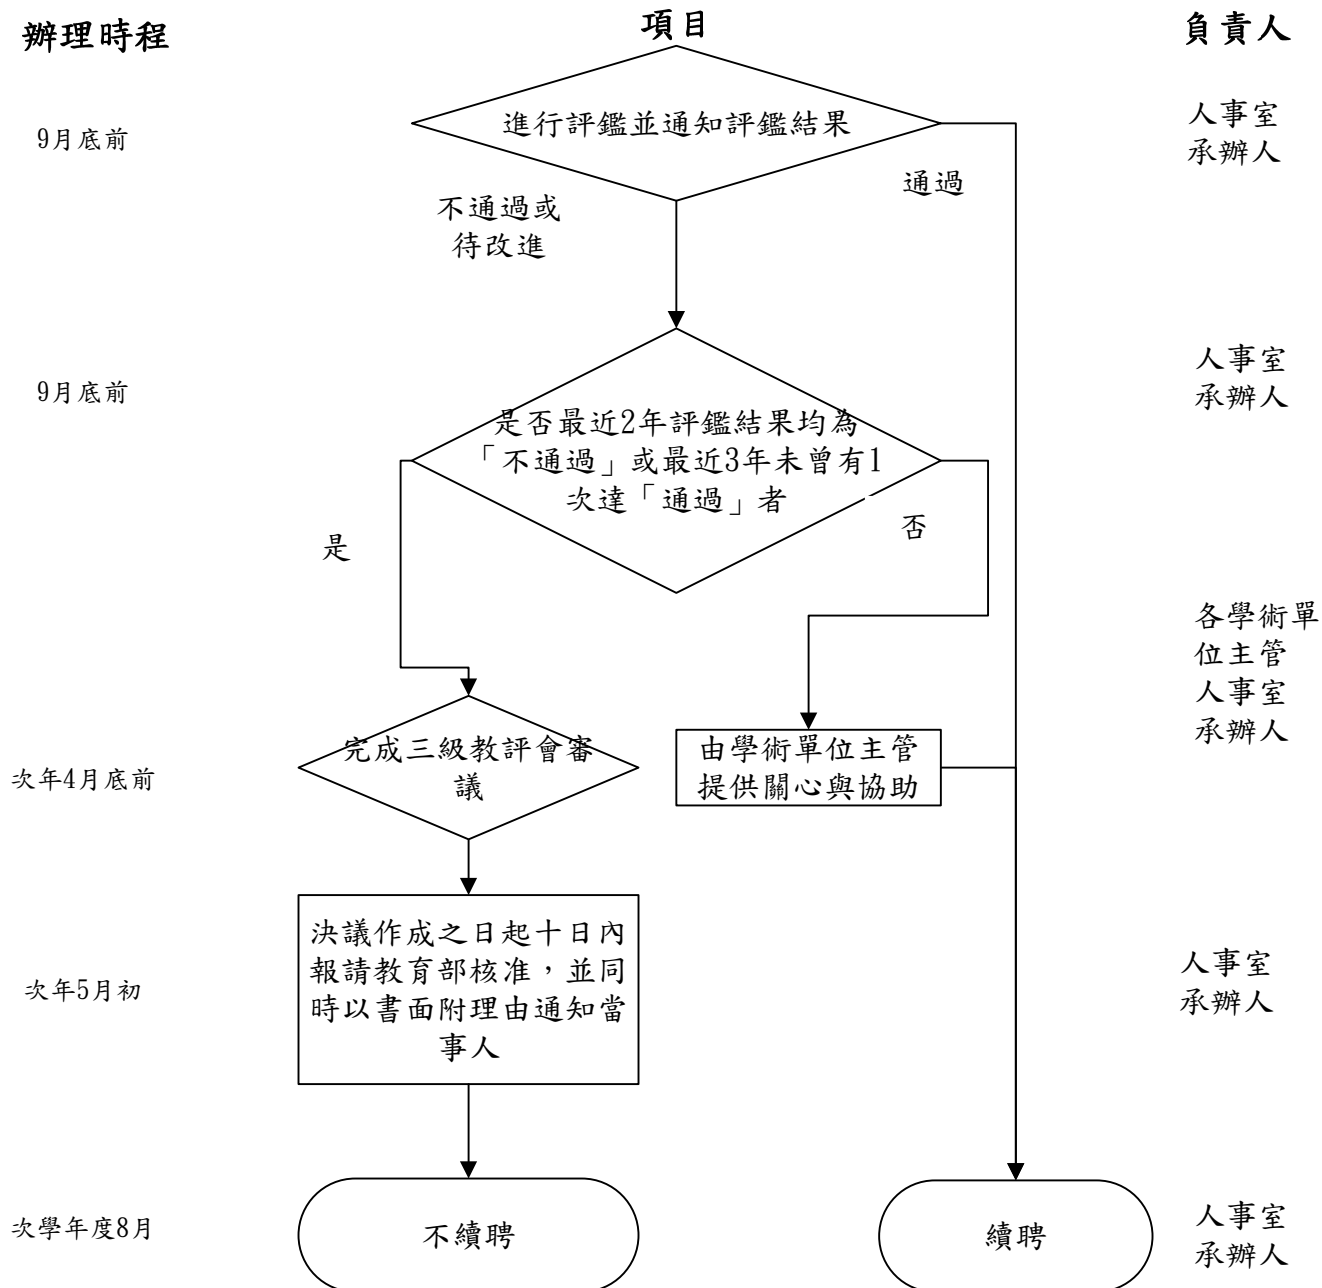 辦理時程
項目
負責人
進行評鑑並通知評鑑結果
9月底前
人事室
承辦人
通過
不通過或
待改進
9月底前
人事室
承辦人
是否最近2年評鑑結果均為
「不通過」或最近3年未曾有1
次達「通過」者
是
否
各學術單
位主管
人事室
承辦人
次年4月底前
完成三級教評會審
議
由學術單位主管
提供關心與協助
次年5月初
決議作成之日起十日內
報請教育部核准，並同
時以書面附理由通知當
事人
人事室
承辦人
次學年度8月
不續聘
續聘
人事室
承辦人